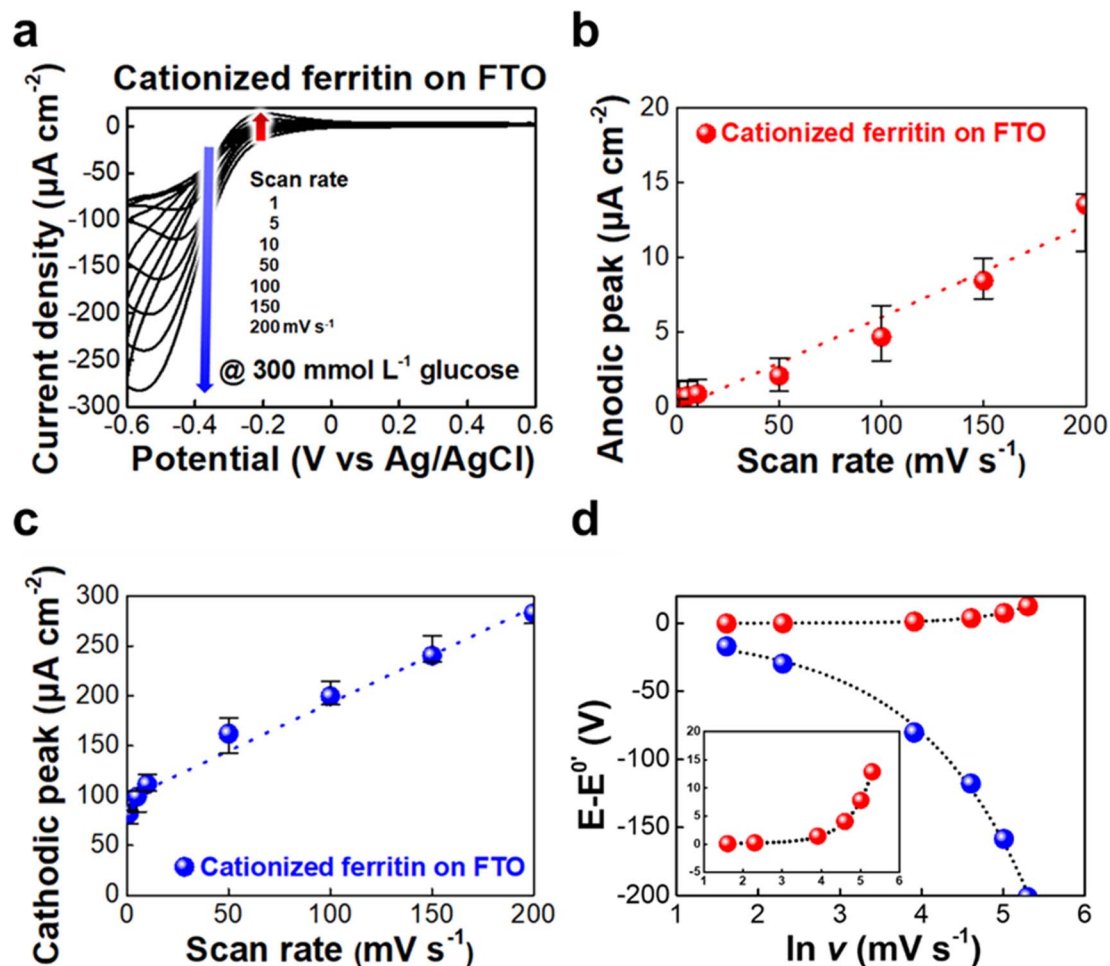 a
Cationized ferritin on FTO
Current density (µA cm⁻²)
0
-50
-100
-150
-200
-250
-300
Scan rate
1
5
10
50
100
150
200 mV s⁻¹
@ 300 mmol L⁻¹ glucose
-0.6 -0.4 -0.2 0 0.2 0.4 0.6
Potential (V vs Ag/AgCl)
b
Anodic peak (µA cm⁻²)
20
15
10
5
0
Cationized ferritin on FTO
0 50 100 150 200
Scan rate (mV s⁻¹)
c
Cathodic peak (µA cm⁻²)
300
250
200
150
100
50
0
Cationized ferritin on FTO
0 50 100 150 200
Scan rate (mV s⁻¹)
d
E-E⁰' (V)
0
-50
-100
-150
-200
20
15
10
5
0
-5
1 2 3 4 5 6
1 2 3 4 5 6
ln v (mV s⁻¹)